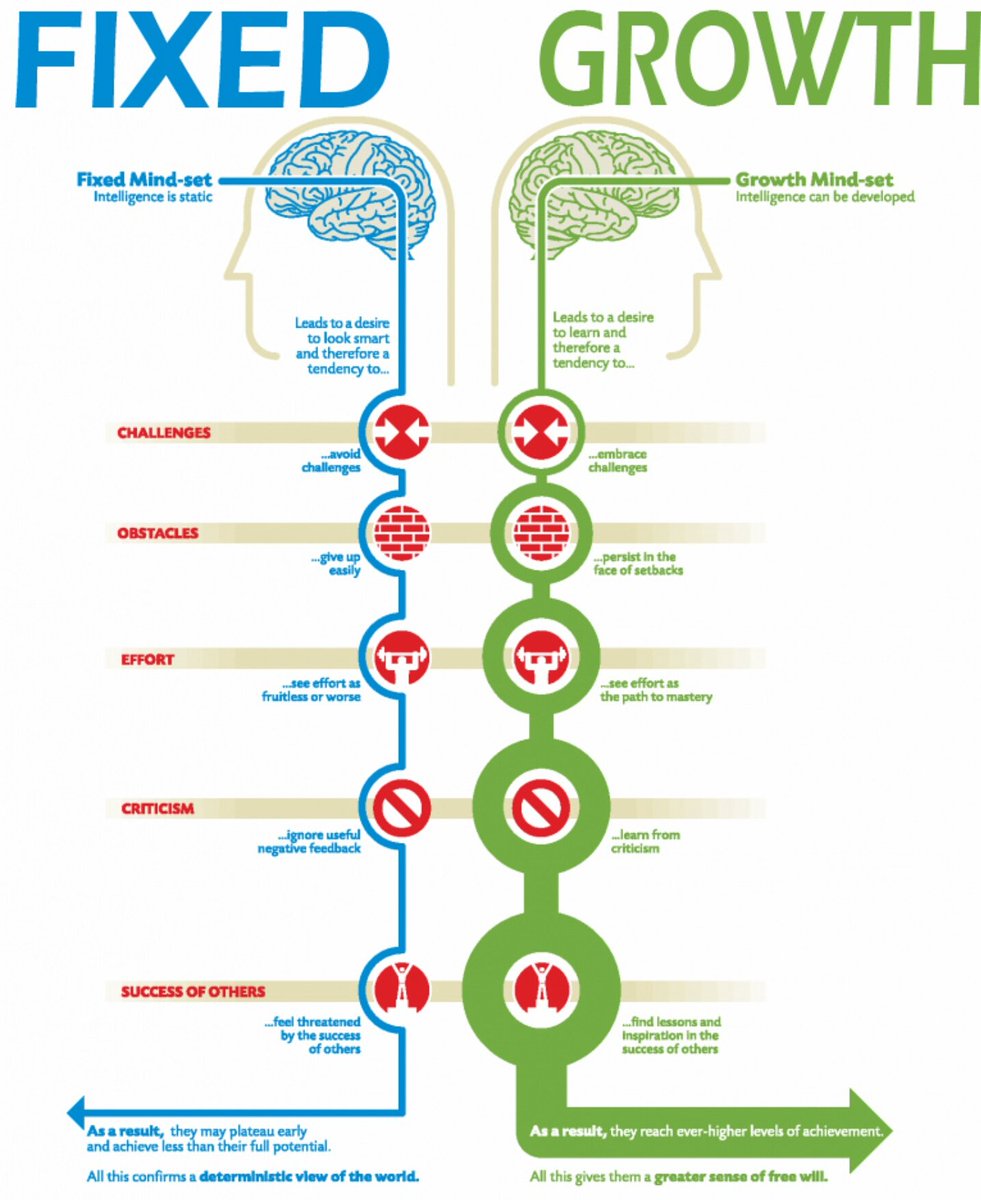 FIXED
GROWTH
Fixed Mind-set
Intelligence is static
Growth Mind-set
Intelligence can be developed
Leads to a desire
to look smart
and therefore a
tendency to...
Leads to a desire
to learn and
therefore a
tendency to...
CHALLENGES
...avoid
challenges
...embrace
challenges
OBSTACLES
...give up
easily
...persist in the
face of setbacks
EFFORT
...see effort as
fruitless or worse
...see effort as
the path to mastery
CRITICISM
...ignore useful
negative feedback
...learn from
criticism
SUCCESS OF OTHERS
...feel threatened
by the success
of others
...find lessons and
inspiration in the
success of others
As a result, they may plateau early
and achieve less than their full potential.
All this confirms a deterministic view of the world.
As a result, they reach ever-higher levels of achievement.
All this gives them a greater sense of free will.